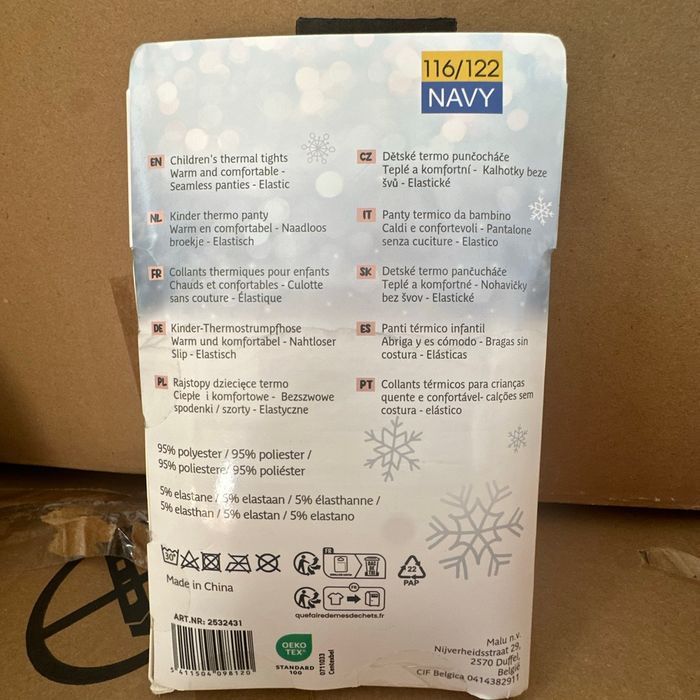 116/122
NAVY
EN Children's thermal tights
Warm and comfortable -
Seamless panties - Elastic
NL Kinder thermo panty
Warm en comfortabel - Naadloos
broekje - Elastisch
FR Collants thermiques pour enfants
Chauds et confortables - Culotte
sans couture - Élastique
DE Kinder-Thermostrumpfhose
Warm und komfortabel - Nahtloser
Slip - Elastisch
PL Rajstopy dziecięce termo
Ciepłe i komfortowe - Bezszwowe
spodenki / szorty - Elastyczne
CZ Dětské termo punčocháče
Teplé a komfortní - Kalhotky beze
švů - Elastické
IT Panty termico da bambino
Caldi e confortevoli - Pantalone
senza cuciture - Elastico
SK Detské termo pančucháče
Teplé a komfortné - Nohavičky
bez švov - Elastické
ES Panti térmico infantil
Abriga y es cómodo - Bragas sin
costura - Elásticas
PT Collants térmicos para crianças
quente e confortável- calções sem
costura - elástico
95% polyester / 95% poliester /
95% poliestere/ 95% poliéster
5% elastane / 5% elastaan / 5% élasthanne /
5% elasthan / 5% elastan / 5% elastano
30°
FR
BAC
DE TRI
FR
quefairedemesdechets.fr
22
PAP
Made in China
ART.NR: 2532431
5 411504 098120
OEKO
TEX
STANDARD
100
0711033
Centexbel
Malu n.v.
Nijverheidsstraat 29,
2570 Duffel,
België
CIF Belgica 0414382911